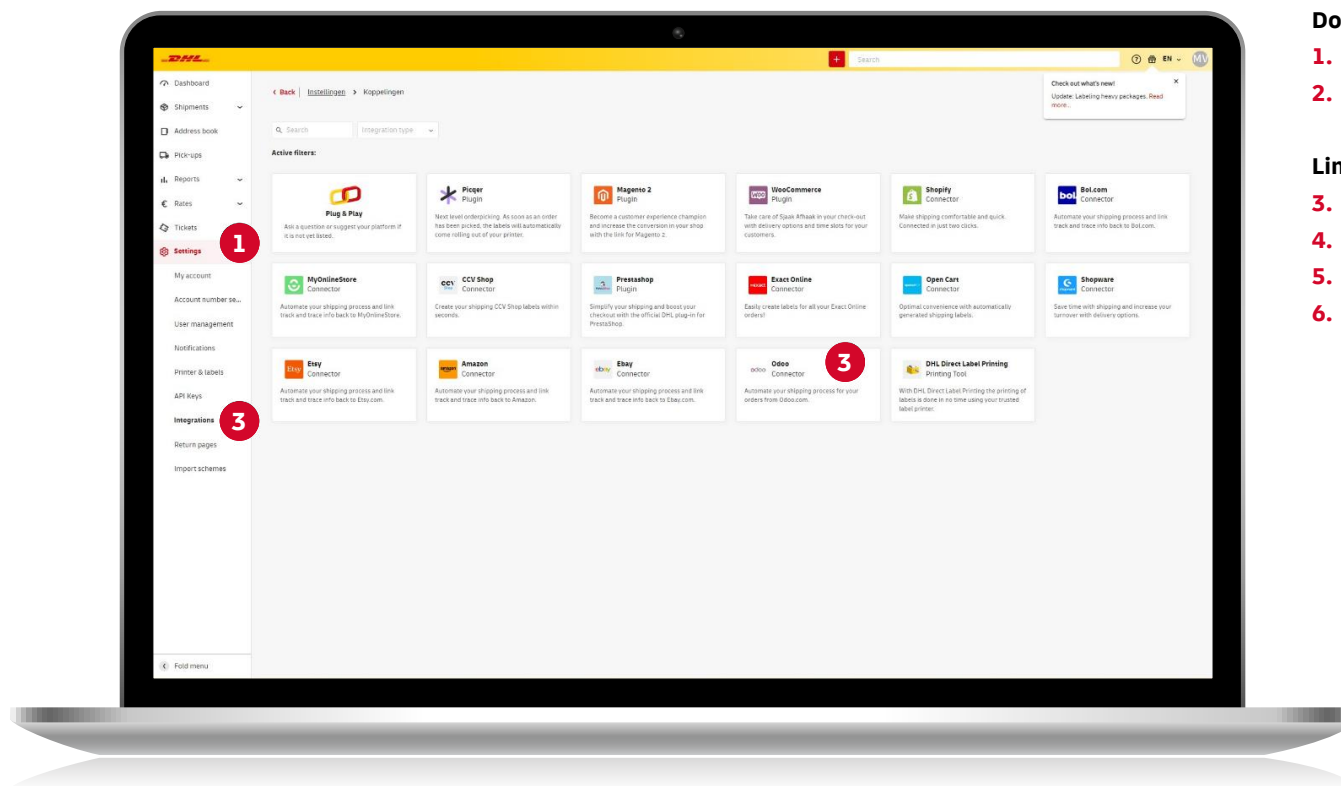 DHL
+
Search
EN
MV
Dashboard
Shipments
Address book
Pick-ups
Reports
Rates
Tickets
Settings
1
My account
Account number se...
User management
Notifications
Printer & labels
API Keys
Integrations
3
Return pages
Import schemes
Fold menu
Back | Instellingen > Koppelingen
Check out what's new!
Update: Labeling heavy packages. Read
more...
Search
Integration type
Active filters:
Plug & Play
Ask a question or suggest your platform if
it is not yet listed.
Picqer
Plugin
Next level orderpicking. As soon as an order
has been picked, the labels will automatically
come rolling out of your printer.
Magento 2
Plugin
Become a customer experience champion
and increase the conversion in your shop
with the link for Magento 2.
Woo
WooCommerce
Plugin
Take care of Sjaak Afhaak in your check-out
with delivery options and time slots for your
customers.
Shopify
Connector
Make shipping comfortable and quick.
Connected in just two clicks.
bol
Bol.com
Connector
Automate your shipping process and link
track and trace info back to Bol.com.
MyOnlineStore
Connector
Automate your shipping process and link
track and trace info back to MyOnlineStore.
CCV
CCV Shop
Connector
Create your shipping CCV Shop labels within
seconds.
Prestashop
Plugin
Simplify your shipping and boost your
checkout with the official DHL plug-in for
PrestaShop.
exact
Exact Online
Connector
Easily create labels for all your Exact Online
orders!
Open Cart
Connector
Optimal convenience with automatically
generated shopping labels.
Shopware
Connector
Save time with shipping and increase your
turnover with delivery options.
Etsy
Etsy
Connector
Automate your shipping process and link
track and trace info back to Etsy.com.
amazon
Amazon
Connector
Automate your shipping process and link
track and trace info back to Amazon.
ebay
Ebay
Connector
Automate your shipping process and link
track and trace info back to Ebay.com.
odoo
Odoo
Connector
3
Automate your shipping process for your
orders from Odoo.com.
DHL Direct Label Printing
Printing Tool
With DHL Direct Label Printing the printing of
labels is done in no time using your trusted
label printer.
Do
1.
2.
Lin
3.
4.
5.
6.